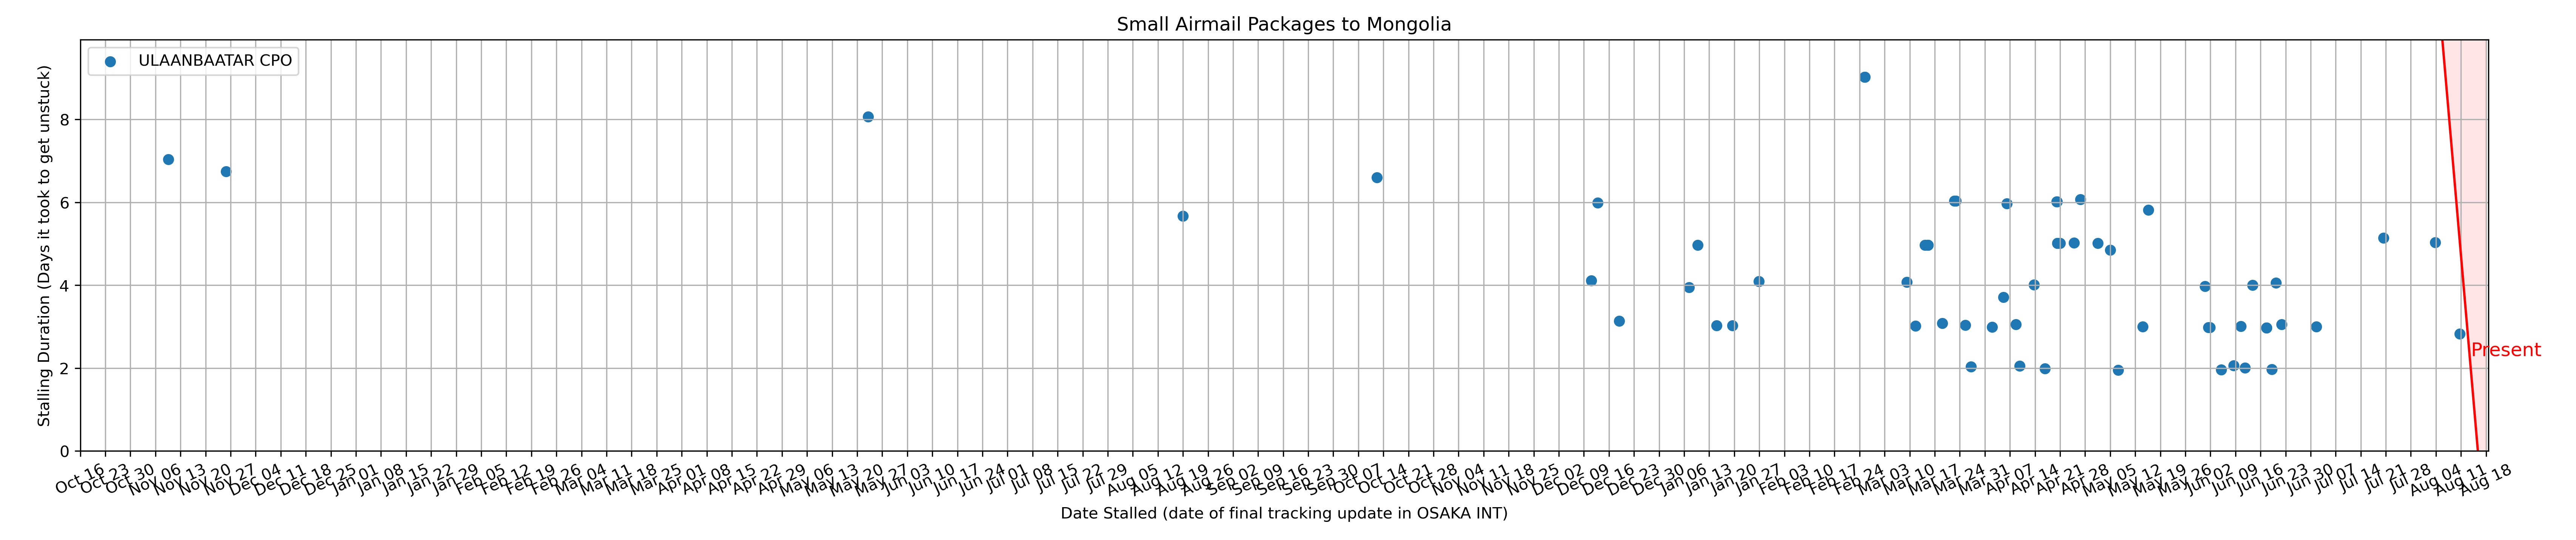 Small Airmail Packages to Mongolia
ULAANBAATAR CPO
Stalling Duration (Days it took to get unstuck)
8
6
4
2
0
Present
Oct 16 Oct 23 Oct 30 Nov 06 Nov 13 Nov 20 Nov 27 Dec 04 Dec 11 Dec 18 Dec 25 Jan 01 Jan 08 Jan 15 Jan 22 Jan 29 Feb 05 Feb 12 Feb 19 Feb 26 Mar 04 Mar 11 Mar 18 Mar 25 Apr 01 Apr 08 Apr 15 Apr 22 Apr 29 May 06 May 13 May 20 May 27 Jun 03 Jun 10 Jun 17 Jun 24 Jul 01 Jul 08 Jul 15 Jul 22 Jul 29 Aug 05 Aug 12 Aug 19 Aug 26 Sep 02 Sep 09 Sep 16 Sep 23 Sep 30 Oct 07 Oct 14 Oct 21 Oct 28 Nov 04 Nov 11 Nov 18 Nov 25 Dec 02 Dec 09 Dec 16 Dec 23 Dec 30 Jan 06 Jan 13 Jan 20 Jan 27 Feb 03 Feb 10 Feb 17 Feb 24 Mar 03 Mar 10 Mar 17 Mar 24 Mar 31 Apr 07 Apr 14 Apr 21 Apr 28 May 05 May 12 May 19 May 26 Jun 02 Jun 09 Jun 16 Jun 23 Jun 30 Jul 07 Jul 14 Jul 21 Jul 28 Aug 04 Aug 11 Aug 18
Date Stalled (date of final tracking update in OSAKA INT)